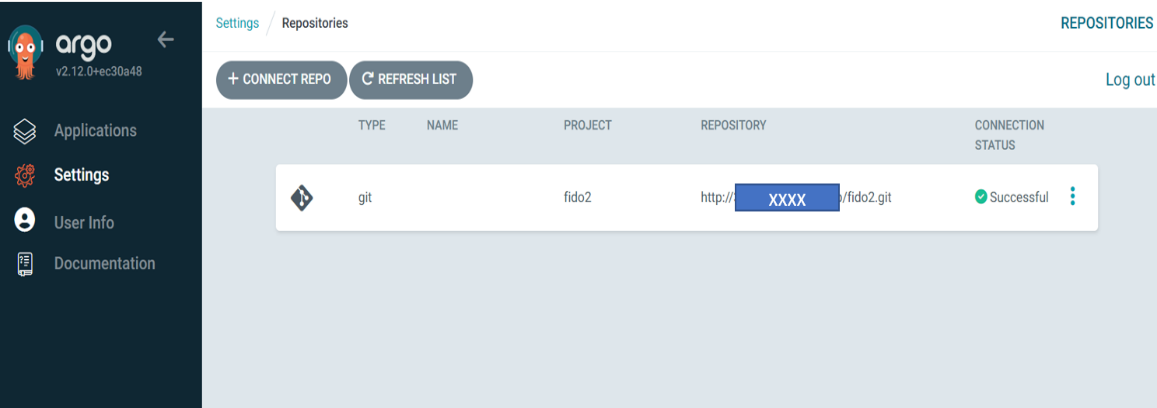 Settings / Repositories
REPOSITORIES
argo
v2.12.0+ec30a48
+ CONNECT REPO
REFRESH LIST
Log out
Applications
Settings
User Info
Documentation
TYPE NAME PROJECT REPOSITORY CONNECTION STATUS
git fido2 http:// XXXX /fido2.git Successful